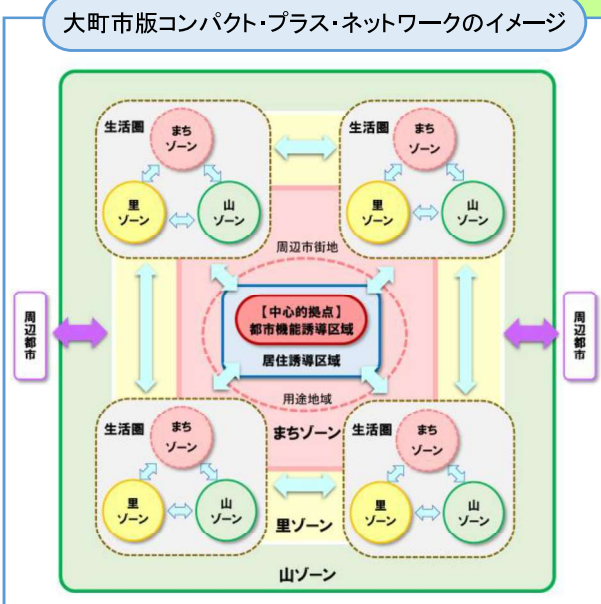 大町市版コンパクト・プラス・ネットワークのイメージ
生活圏
まち
ゾーン
里
ゾーン
山
ゾーン
生活圏
まち
ゾーン
里
ゾーン
山
ゾーン
周辺市街地
周辺都市
【中心的拠点】
都市機能誘導区域
居住誘導区域
周辺都市
用途地域
まちゾーン
生活圏
まち
ゾーン
里
ゾーン
山
ゾーン
生活圏
まち
ゾーン
里
ゾーン
山
ゾーン
里ゾーン
山ゾーン